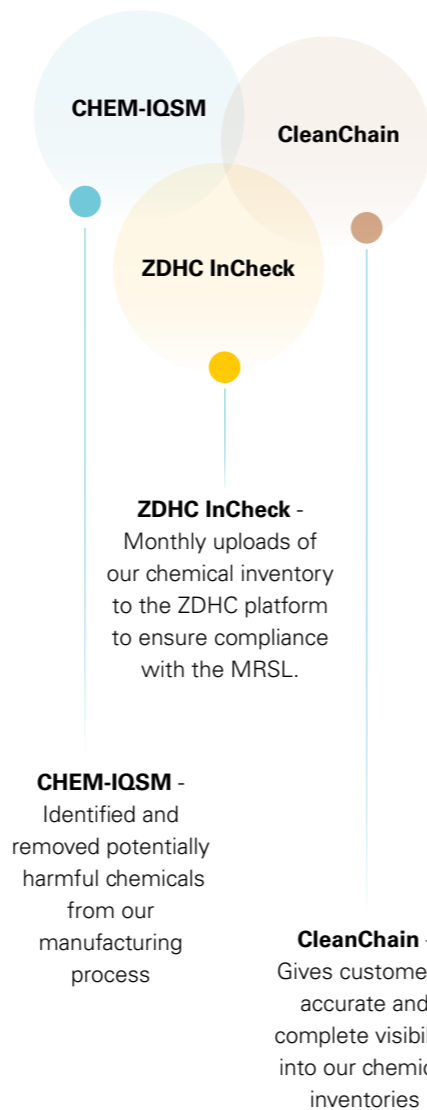 CHEM-IQSM
CleanChain
ZDHC InCheck
ZDHC InCheck -
Monthly uploads of
our chemical inventory
to the ZDHC platform
to ensure compliance
with the MRSL.
CHEM-IQSM -
Identified and
removed potentially
harmful chemicals
from our
manufacturing
process
CleanChain -
Gives
accurate and
complete
into our
inventories